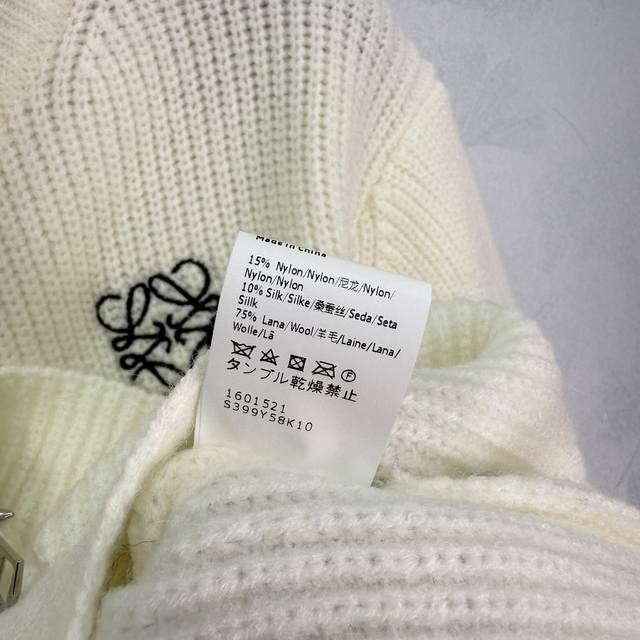 Made in China
15% Nylon/Nylon/尼龙/Nylon/
Nylon/Nylon
10% Silk/Silke/桑蚕丝/Seda/Seta
Sillk
75% Lana/Wool/羊毛/Laine/Lana/
Wolle/Lã
タンブル乾燥禁止
1601521
S399Y58K10